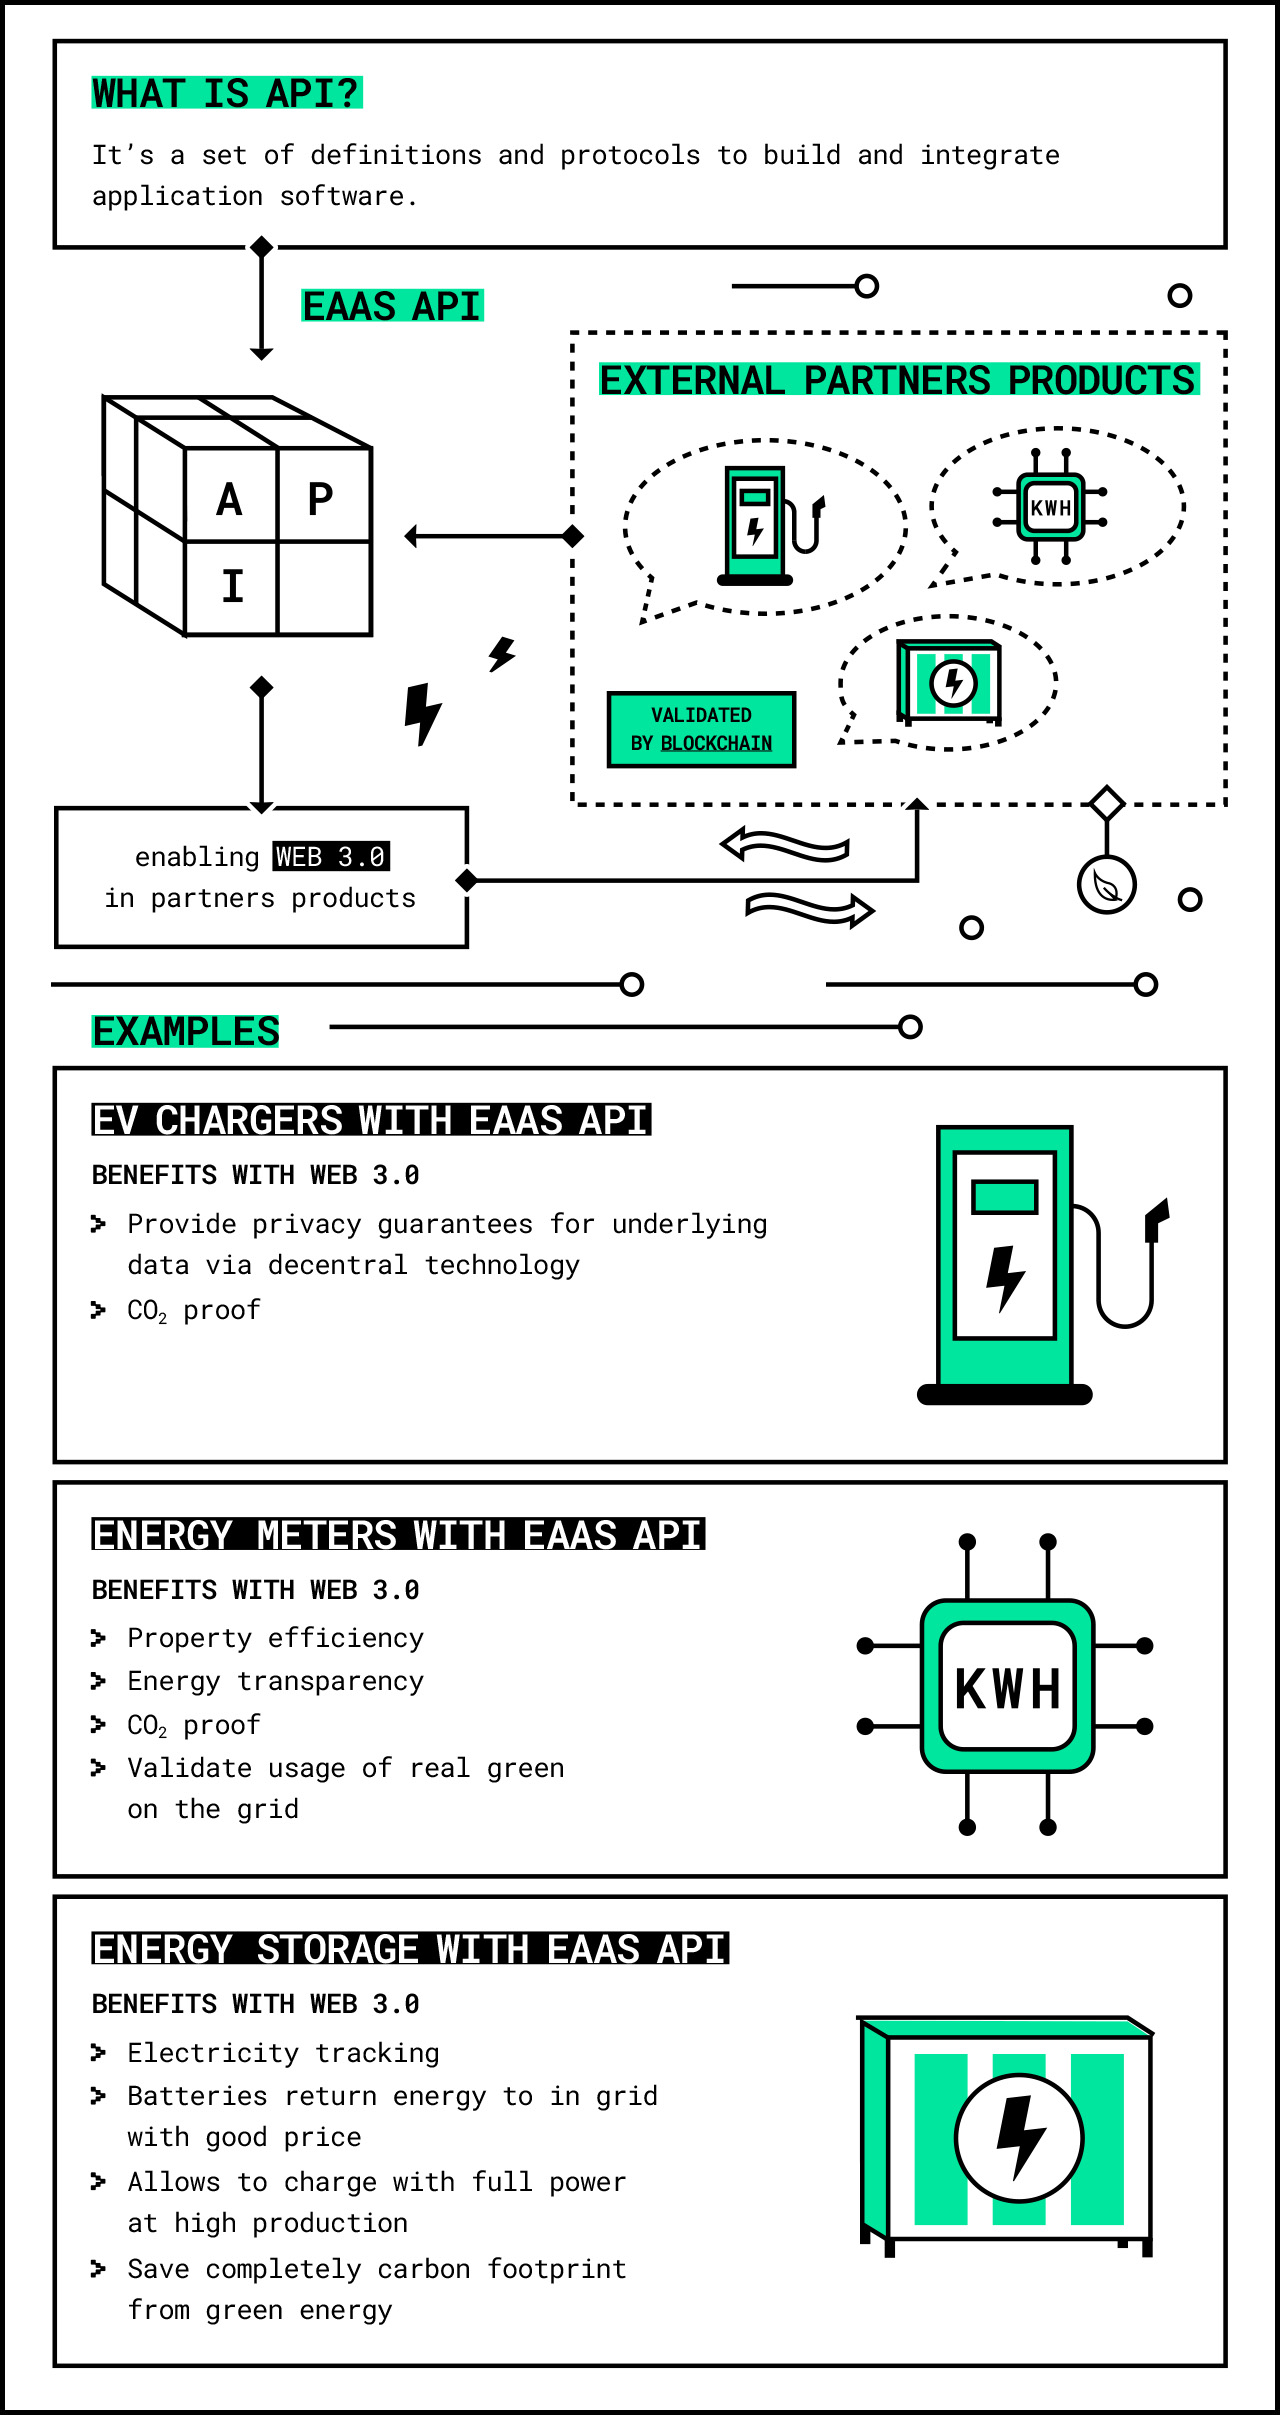 WHAT IS API?
It’s a set of definitions and protocols to build and integrate
application software.
EAAS API
EXTERNAL PARTNERS PRODUCTS
A P
I
KWH
VALIDATED
BY BLOCKCHAIN
enabling WEB 3.0
in partners products
EXAMPLES
EV CHARGERS WITH EAAS API
BENEFITS WITH WEB 3.0
Provide privacy guarantees for underlying
data via decentral technology
CO₂ proof
ENERGY METERS WITH EAAS API
BENEFITS WITH WEB 3.0
Property efficiency
Energy transparency
CO₂ proof
Validate usage of real green
on the grid
KWH
ENERGY STORAGE WITH EAAS API
BENEFITS WITH WEB 3.0
Electricity tracking
Batteries return energy to in grid
with good price
Allows to charge with full power
at high production
Save completely carbon footprint
from green energy